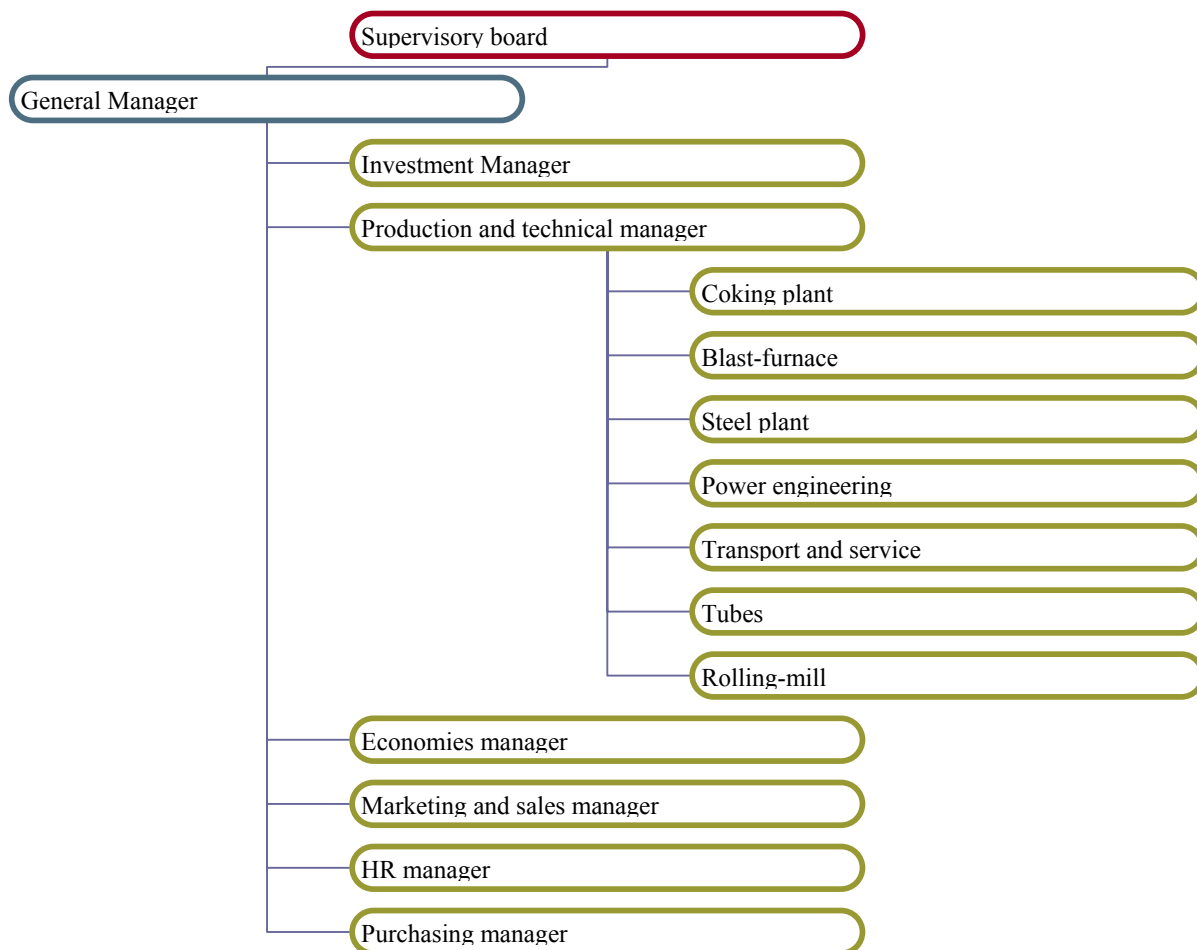 Supervisory board
General Manager
Investment Manager
Production and technical manager
Coking plant
Blast-furnace
Steel plant
Power engineering
Transport and service
Tubes
Rolling-mill
Economies manager
Marketing and sales manager
HR manager
Purchasing manager